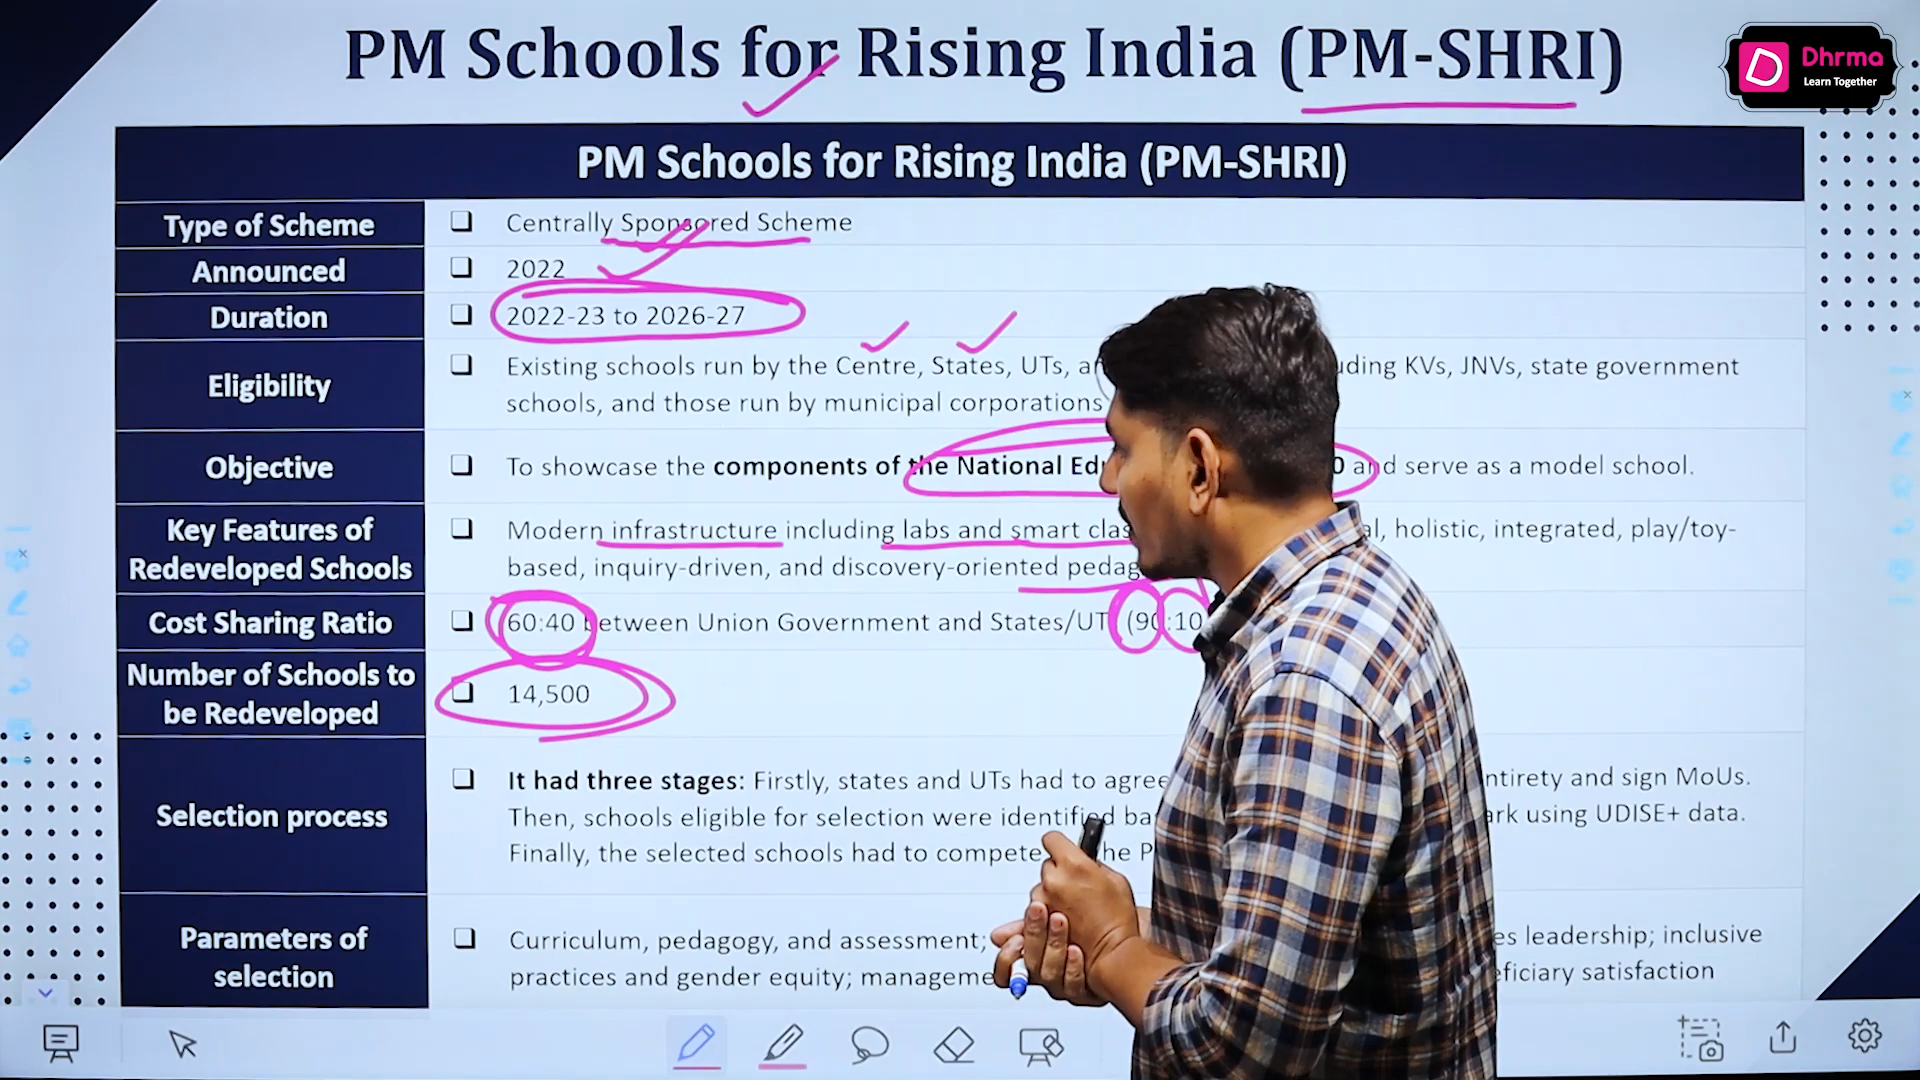 PM Schools for Rising India (PM-SHRI)
Dhrma
Learn Together
PM Schools for Rising India (PM-SHRI)
Type of Scheme
Centrally Sponsored Scheme
Announced
2022
Duration
2022-23 to 2026-27
Eligibility
Existing schools run by the Centre, States, UTs, KVs, JNVs, state government
schools, and those run by municipal corporations
Objective
To showcase the components of the National and serve as a model school.
Key Features of
Redeveloped Schools
Modern infrastructure including labs and smart holistic, integrated, play/toy-
based, inquiry-driven, and discovery-oriented
Cost Sharing Ratio
60:40 between Union Government and States/UT (90:10
Number of Schools to
be Redeveloped
14,500
Selection process
It had three stages: Firstly, states and UTs had to agree and sign MoUs.
Then, schools eligible for selection were identified using UDISE+ data.
Finally, the selected schools had to compete
Parameters of
selection
Curriculum, pedagogy, and assessment; leadership; inclusive
practices and gender equity; satisfaction